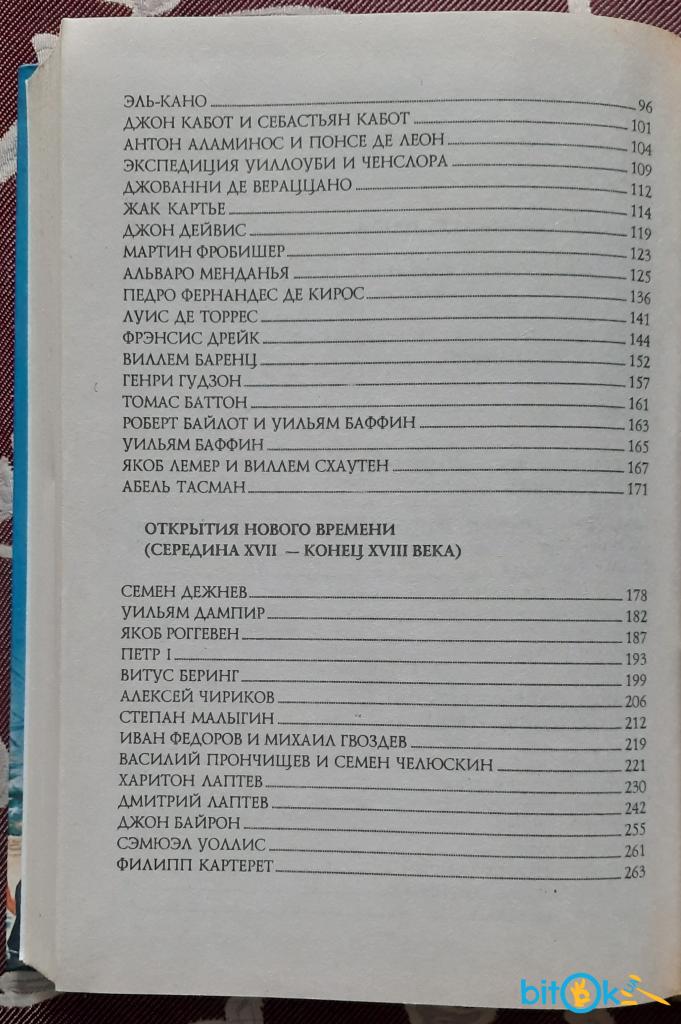 ЭЛЬ-КАНО 96
ДЖОН КАБОТ И СЕБАСТЬЯН КАБОТ 101
АНТОН АЛАМИНОС И ПОНСЕ ДЕ ЛЕОН 104
ЭКСПЕДИЦИЯ УИЛЛОУБИ И ЧЕНСЛОРА 109
ДЖОВАННИ ДЕ ВЕРАЦЦАНО 112
ЖАК КАРТЬЕ 114
ДЖОН ДЕЙВИС 119
МАРТИН ФРОБИШЕР 123
АЛЬВАРО МЕНДАНЬЯ 125
ПЕДРО ФЕРНАНДЕС ДЕ КИРОС 136
ЛУИС ДЕ ТОРРЕС 141
ФРЭНСИС ДРЕЙК 144
ВИЛЛЕМ БАРЕНЦ 152
ГЕНРИ ГУДЗОН 157
ТОМАС БАТТОН 161
РОБЕРТ БАЙЛОТ И УИЛЬЯМ БАФФИН 163
УИЛЬЯМ БАФФИН 165
ЯКОБ ЛЕМЕР И ВИЛЛЕМ СХАУТЕН 167
АБЕЛЬ ТАСМАН 171
ОТКРЫТИЯ НОВОГО ВРЕМЕНИ
(СЕРЕДИНА XVII — КОНЕЦ XVIII ВЕКА)
СЕМЕН ДЕЖНЕВ 178
УИЛЬЯМ ДАМПИР 182
ЯКОБ РОГГЕВЕН 187
ПЕТР I 193
ВИТУС БЕРИНГ 199
АЛЕКСЕЙ ЧИРИКОВ 206
СТЕПАН МАЛЫГИН 212
ИВАН ФЕДОРОВ И МИХАИЛ ГВОЗДЕВ 219
ВАСИЛИЙ ПРОНЧИЩЕВ И СЕМЕН ЧЕЛЮСКИН 221
ХАРИТОН ЛАПТЕВ 230
ДМИТРИЙ ЛАПТЕВ 242
ДЖОН БАЙРОН 255
СЭМЮЭЛ УОЛЛИС 261
ФИЛИПП КАРТЕРЕТ 263
bitok UA